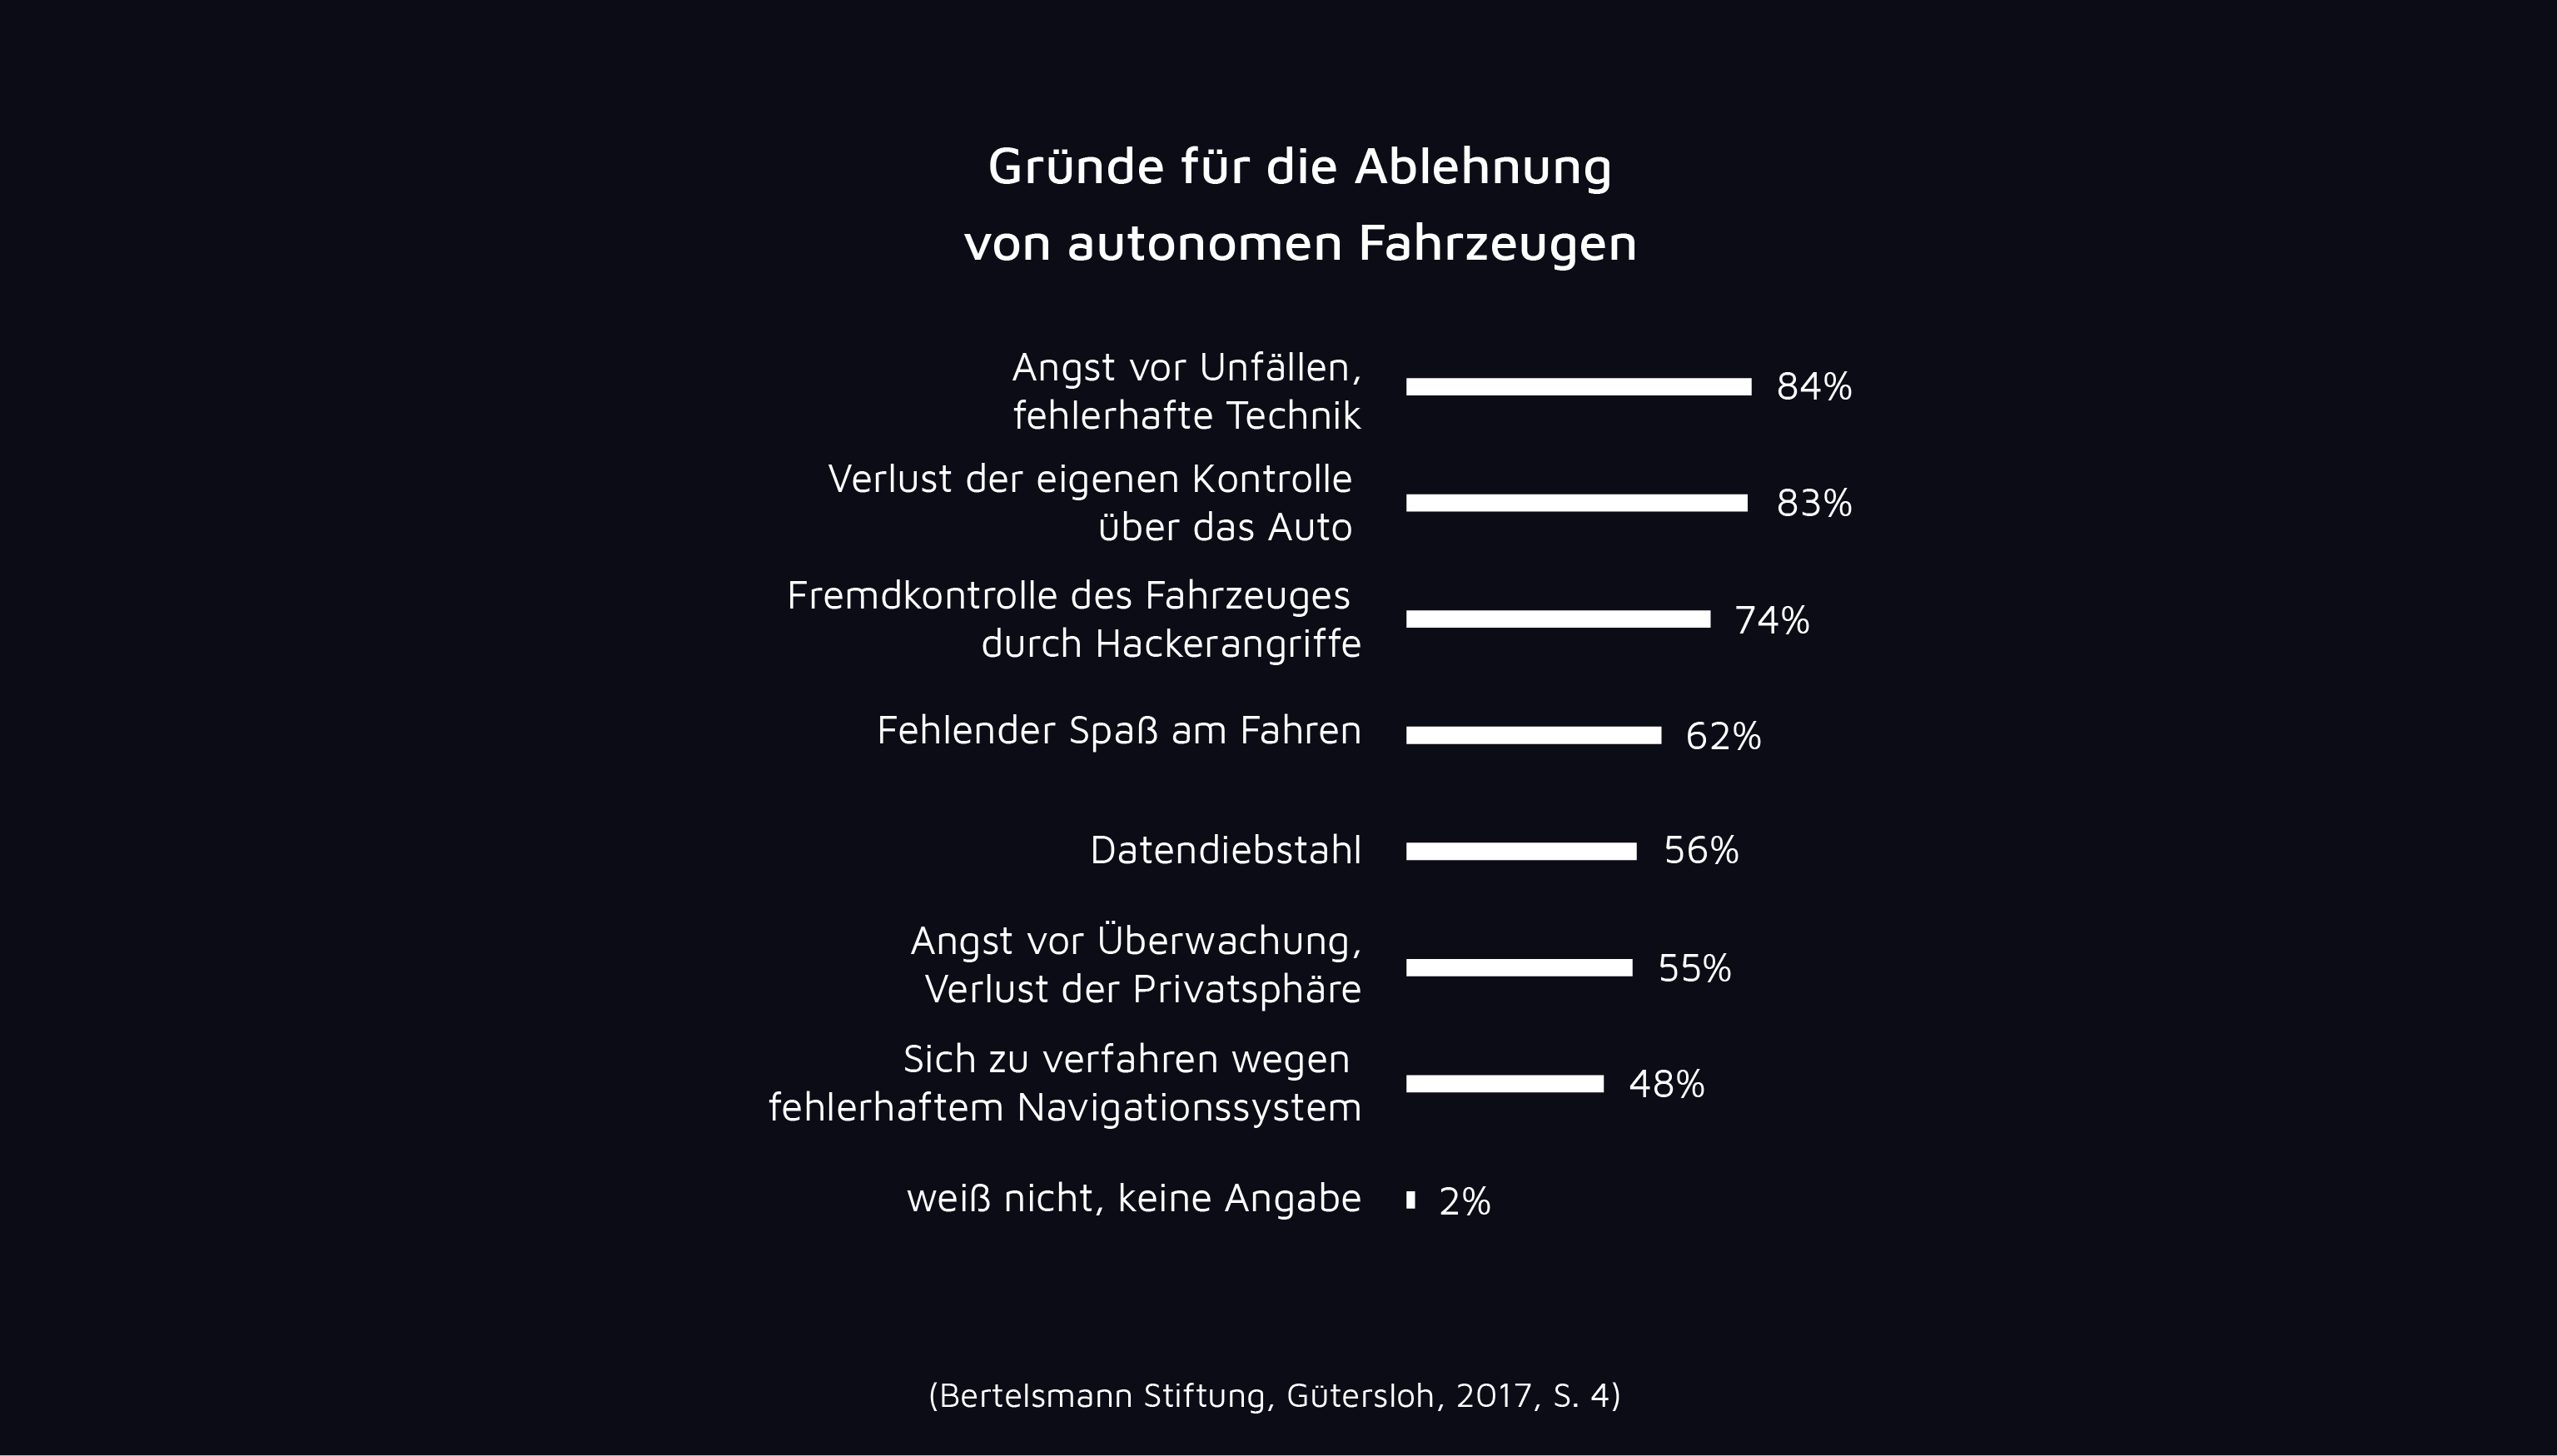 Gründe für die Ablehnung
von autonomen Fahrzeugen
Angst vor Unfällen,
fehlerhafte Technik
84%
Verlust der eigenen Kontrolle
über das Auto
83%
Fremdkontrolle des Fahrzeuges
durch Hackerangriffe
74%
Fehlender Spaß am Fahren
62%
Datendiebstahl
56%
Angst vor Überwachung,
Verlust der Privatsphäre
55%
Sich zu verfahren wegen
fehlerhaftem Navigationssystem
48%
weiß nicht, keine Angabe
2%
(Bertelsmann Stiftung, Gütersloh, 2017, S. 4)